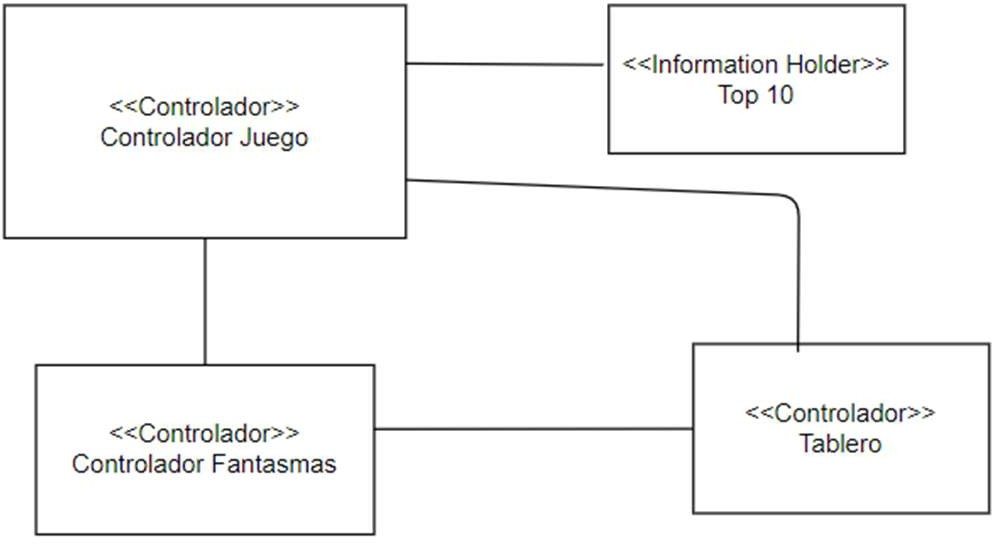 <<Controlador>>
Controlador Juego
<<Information Holder>>
Top 10
<<Controlador>>
Controlador Fantasmas
<<Controlador>>
Tablero